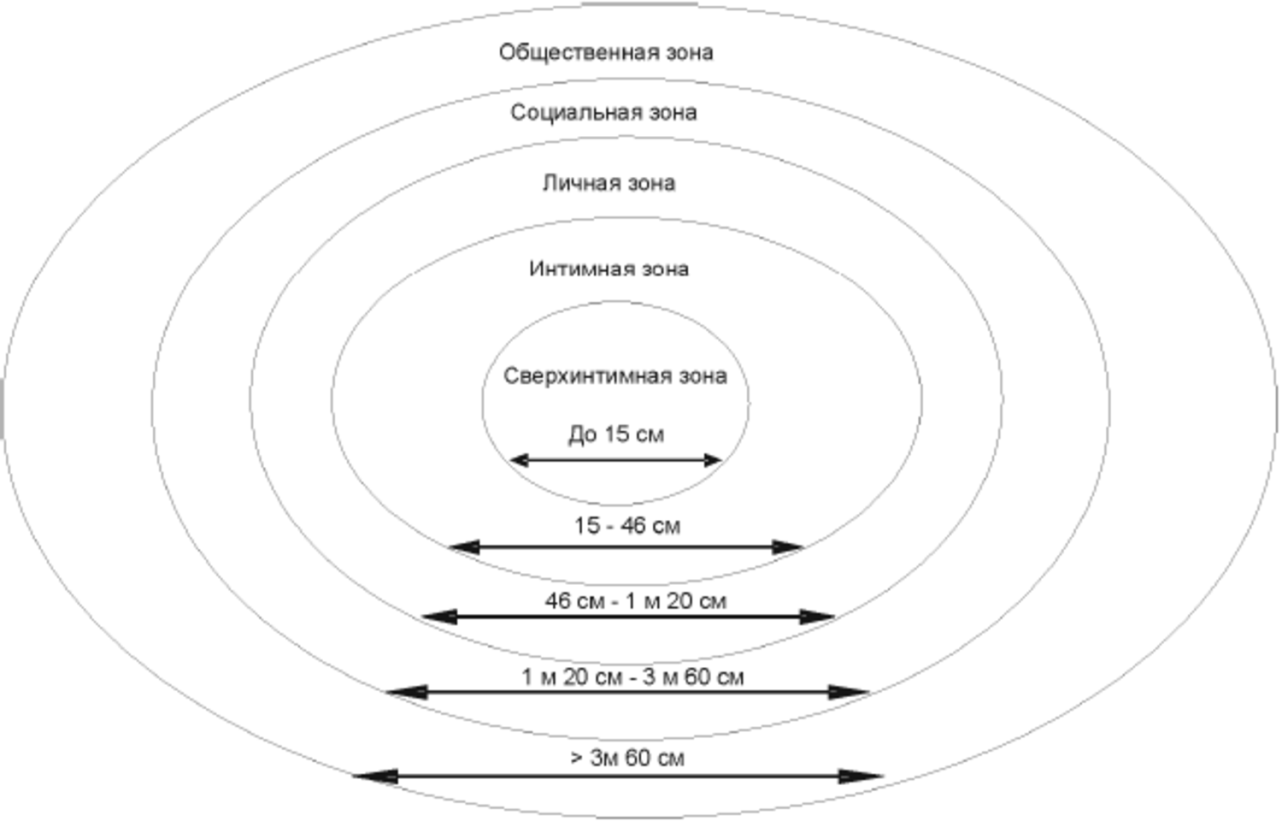 Общественная зона
Социальная зона
Личная зона
Интимная зона
Сверхинтимная зона
До 15 см
15 - 46 см
46 см - 1 м 20 см
1 м 20 см - 3 м 60 см
> 3м 60 см